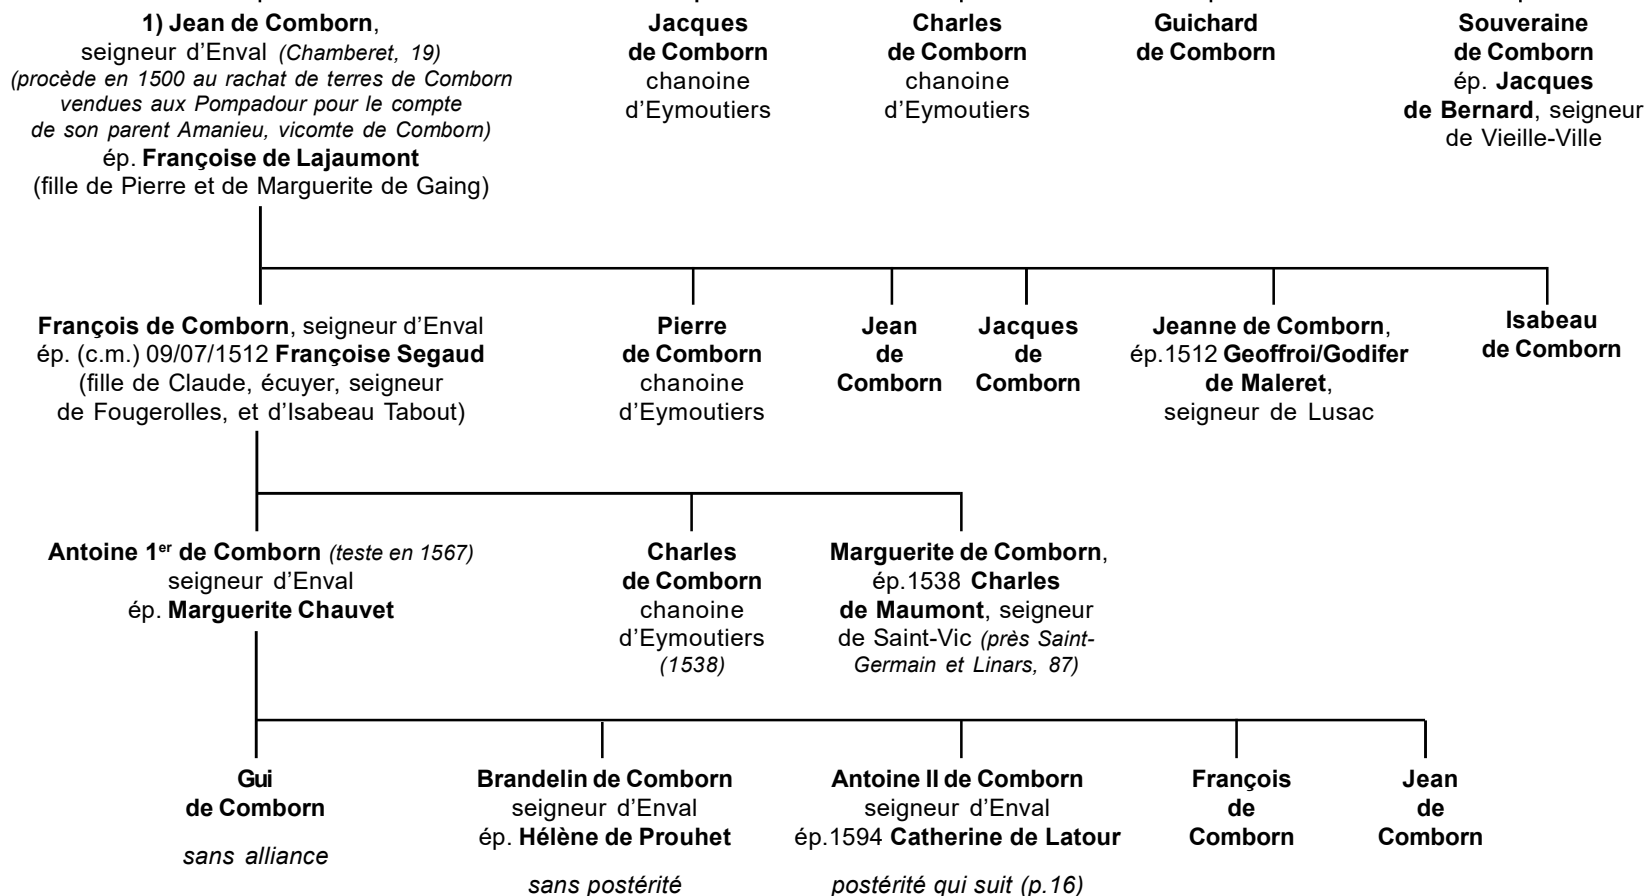 1) Jean de Comborn,
seigneur d’Enval (Chamberet, 19)
(procède en 1500 au rachat de terres de Comborn
vendues aux Pompadour pour le compte
de son parent Amanieu, vicomte de Comborn)
ép. Françoise de Lajaumont
(fille de Pierre et de Marguerite de Gaing)
Jacques
de Comborn
chanoine
d’Eymoutiers
Charles
de Comborn
chanoine
d’Eymoutiers
Guichard
de Comborn
Souveraine
de Comborn
ép. Jacques
de Bernard, seigneur
de Vieille-Ville
François de Comborn, seigneur d’Enval
ép. (c.m.) 09/07/1512 Françoise Segaud
(fille de Claude, écuyer, seigneur
de Fougerolles, et d’Isabeau Tabout)
Pierre
de Comborn
chanoine
d’Eymoutiers
Jean
de
Comborn
Jacques
de
Comborn
Jeanne de Comborn,
ép.1512 Geoffroi/Godifer
de Maleret,
seigneur de Lusac
Isabeau
de Comborn
Antoine 1er de Comborn (teste en 1567)
seigneur d’Enval
ép. Marguerite Chauvet
Charles
de Comborn
chanoine
d’Eymoutiers
(1538)
Marguerite de Comborn,
ép.1538 Charles
de Maumont, seigneur
de Saint-Vic (près Saint-
Germain et Linars, 87)
Gui
de Comborn
sans alliance
Brandelin de Comborn
seigneur d’Enval
ép. Hélène de Prouhet
sans postérité
Antoine II de Comborn
seigneur d’Enval
ép.1594 Catherine de Latour
postérité qui suit (p.16)
François
de
Comborn
Jean
de
Comborn